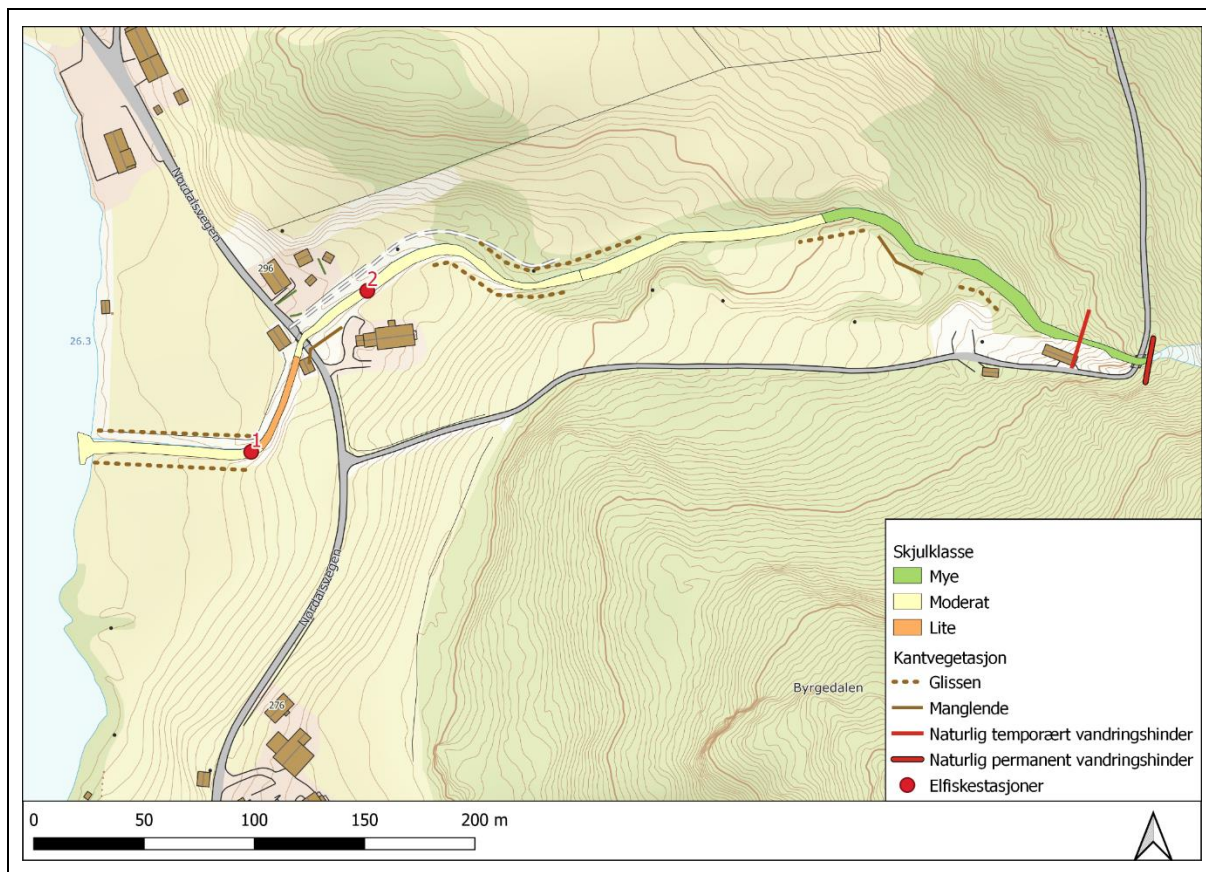 Nordalsvegen
296
2
26.3
1
Nordalsvegen
Byrgedalen
276
Skjulklasse
Mye
Moderat
Lite
Kantvegetasjon
Glissen
Manglende
Naturlig temporært vandringshinder
Naturlig permanent vandringshinder
Elfiskestasjoner
0 50 100 150 200 m